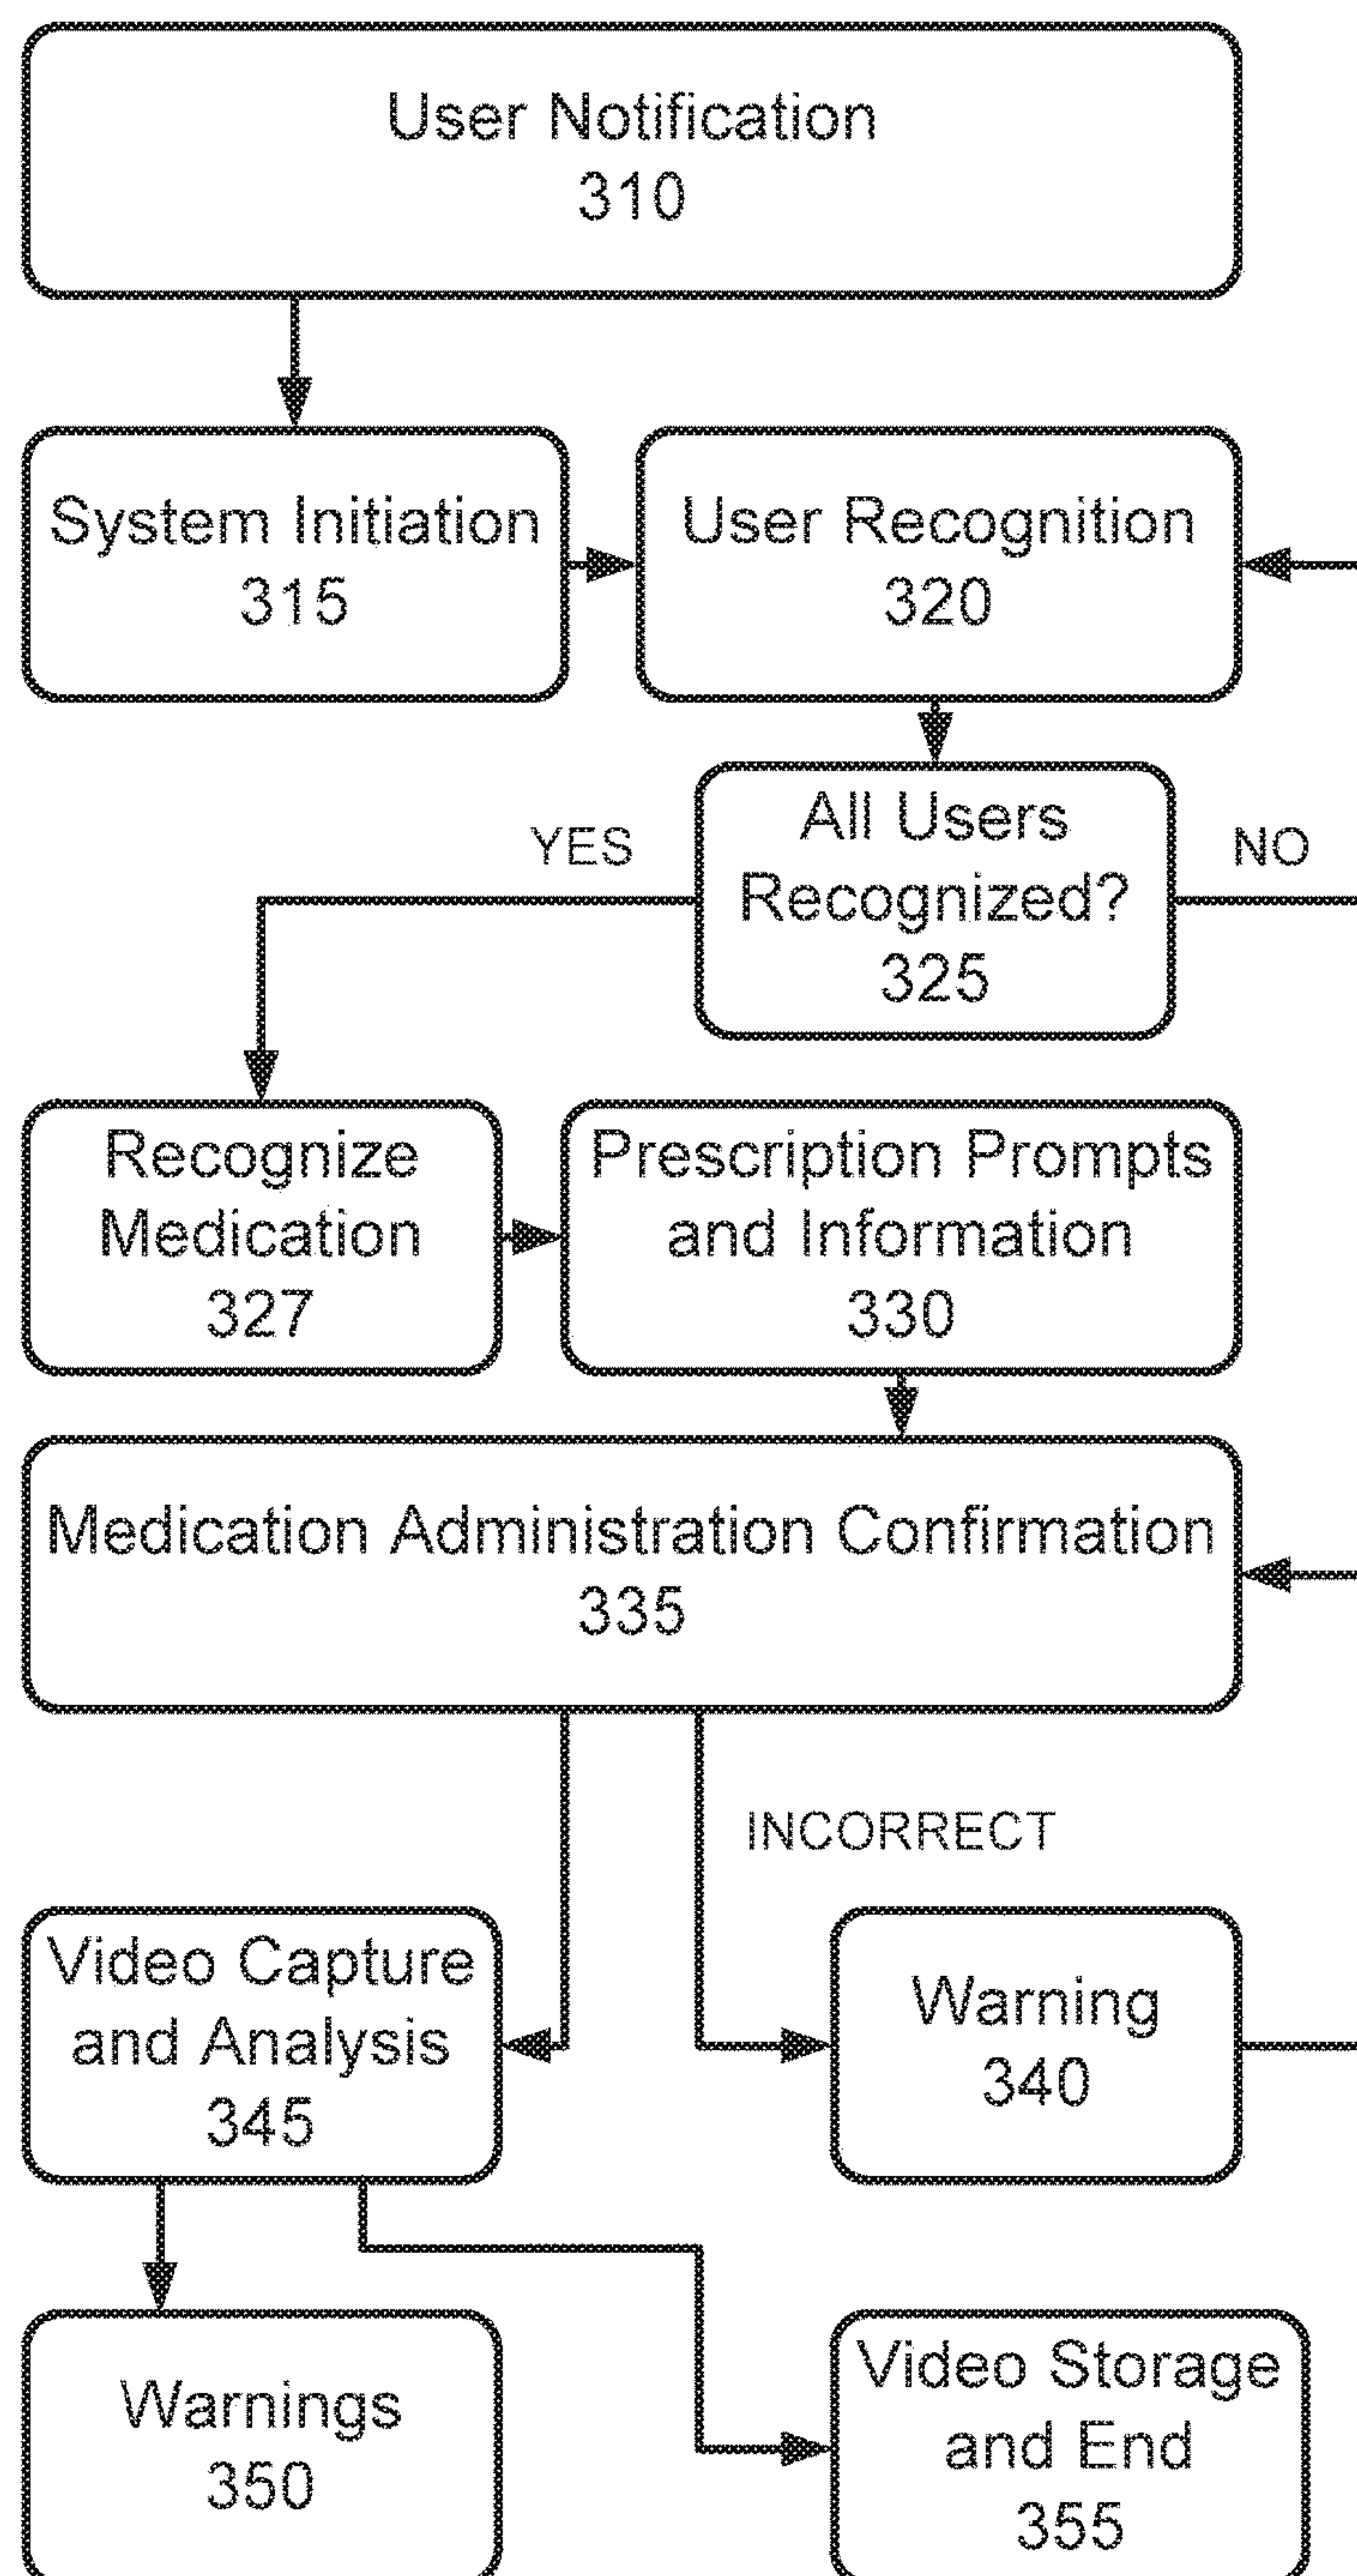 User Notification
310
System Initiation
315
User Recognition
320
All Users
Recognized?
325
YES
NO
Recognize
Medication
327
Prescription Prompts
and Information
330
Medication Administration Confirmation
335
INCORRECT
Video Capture
and Analysis
345
Warning
340
Warnings
350
Video Storage
and End
355